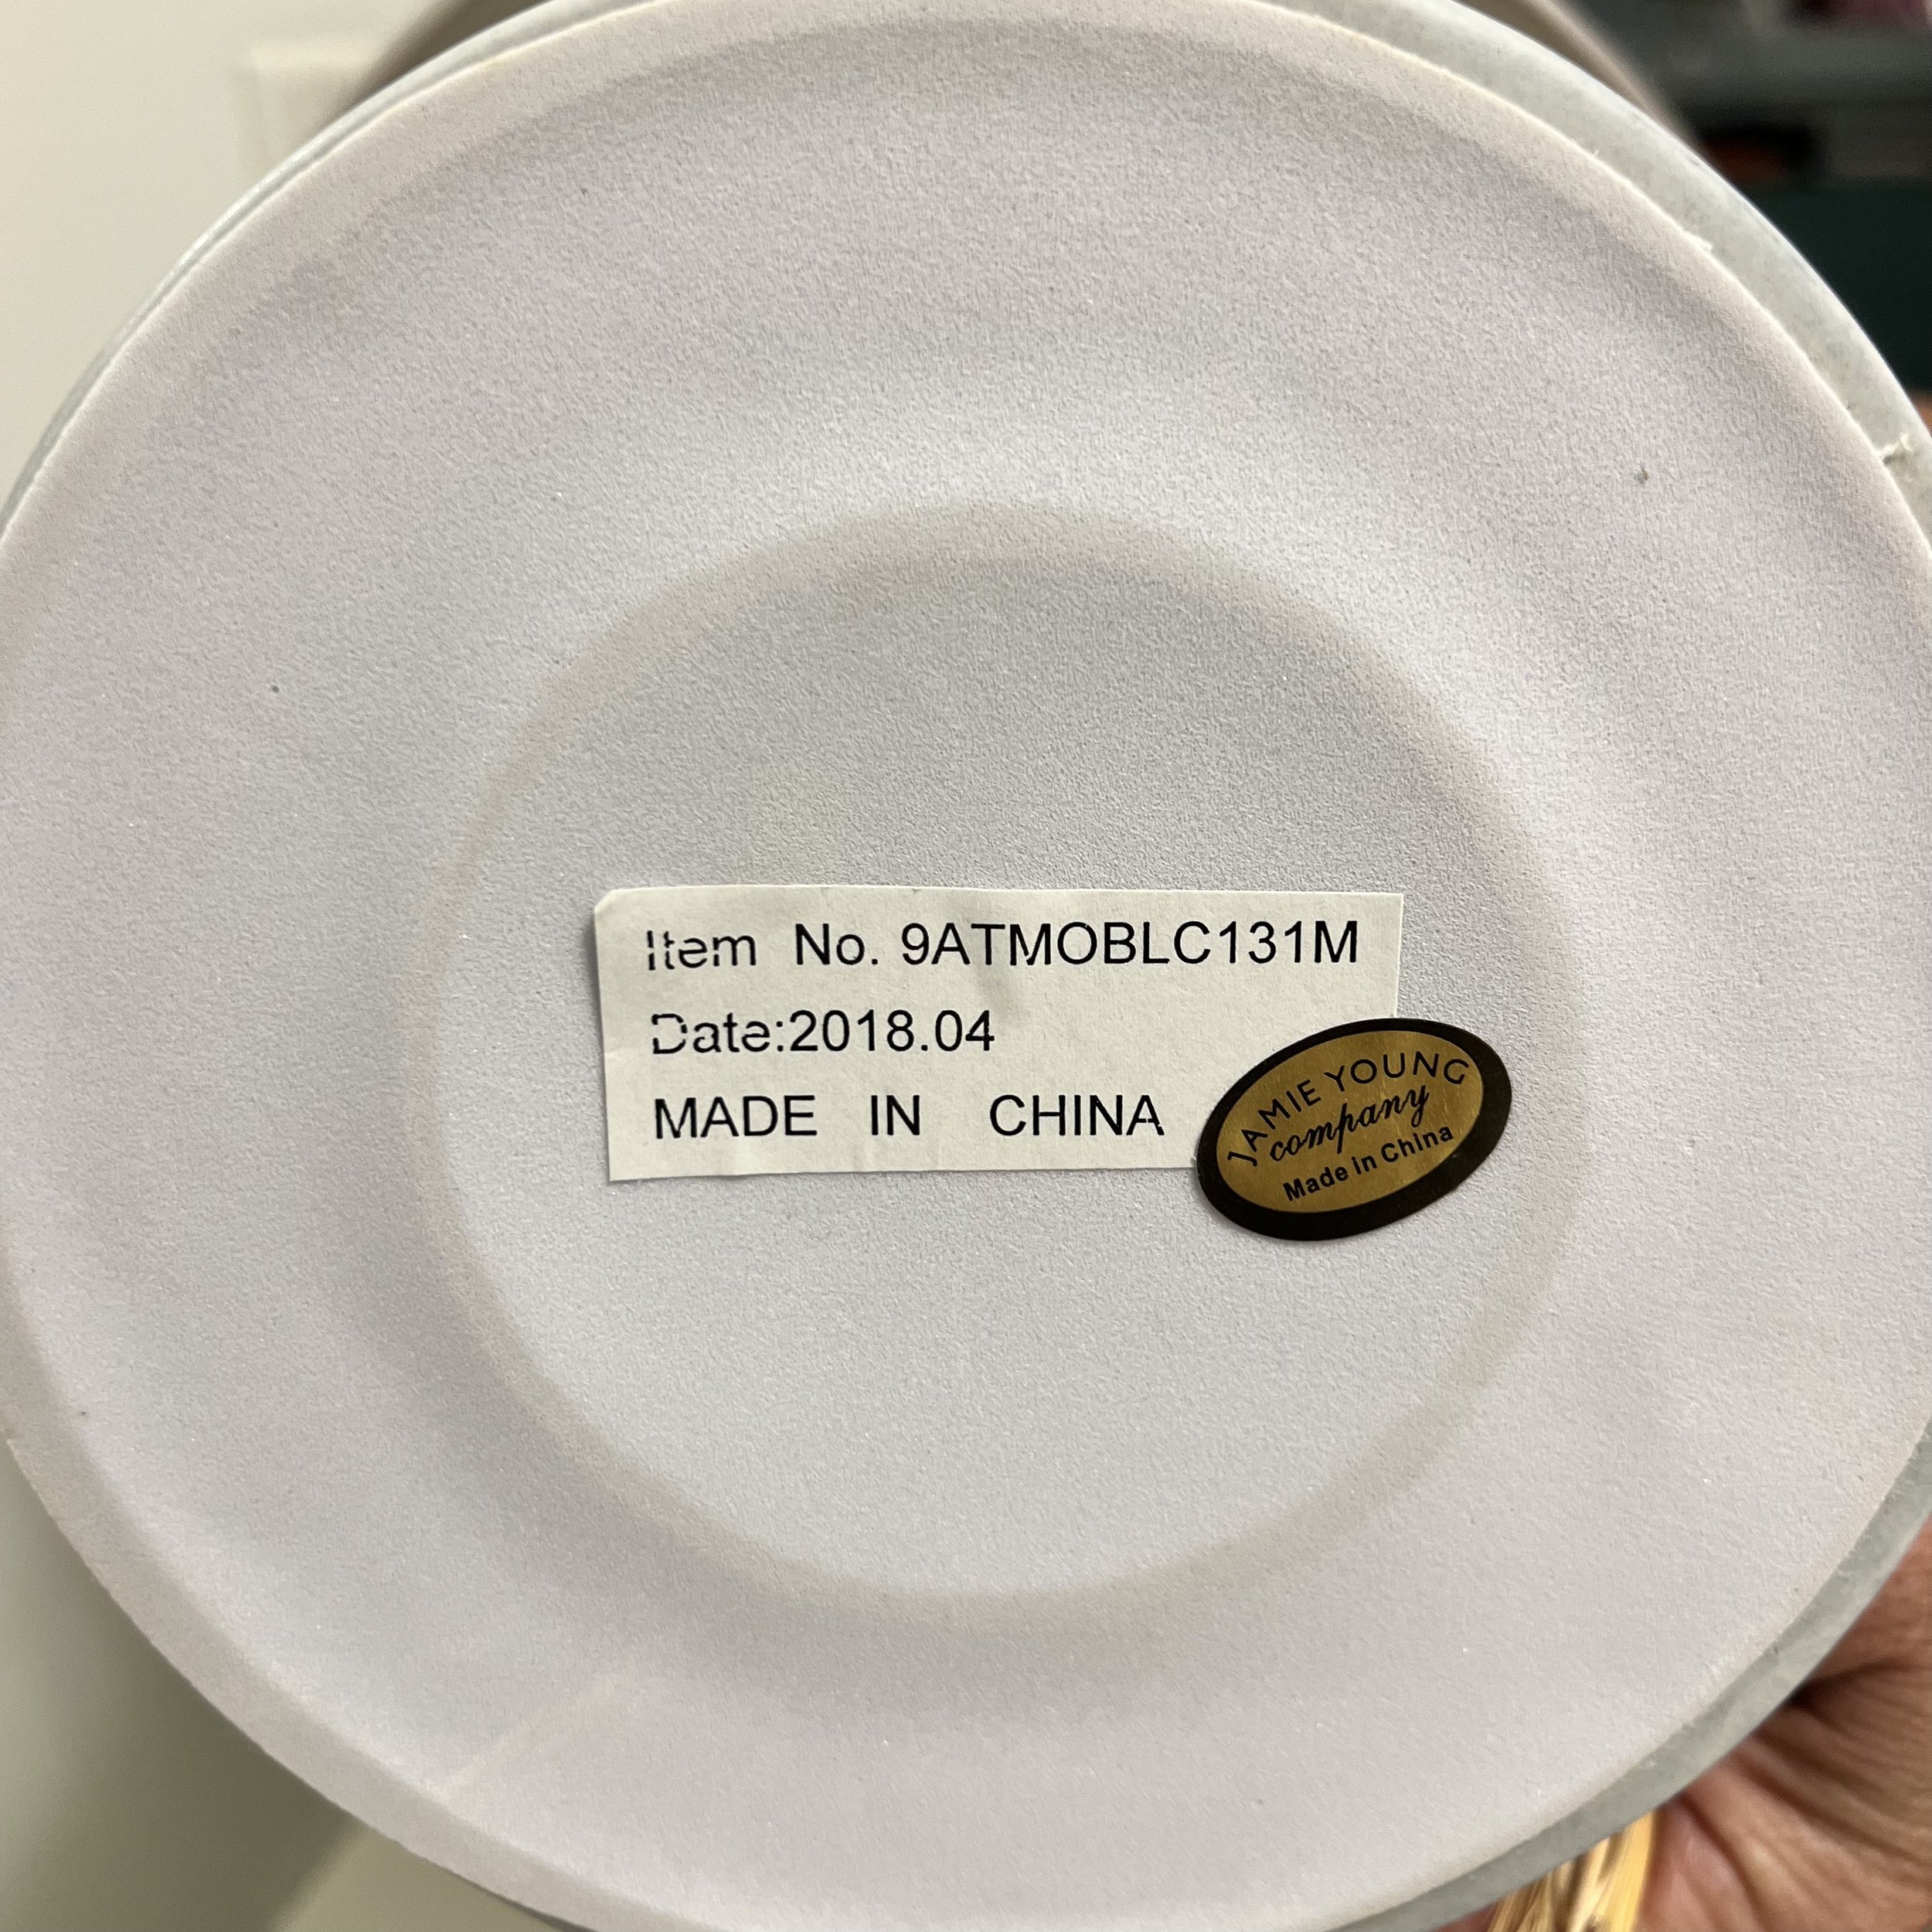 Item No. 9ATMOBLC131M
Date:2018.04
MADE IN CHINA
JAMIE YOUNG
company
Made in China